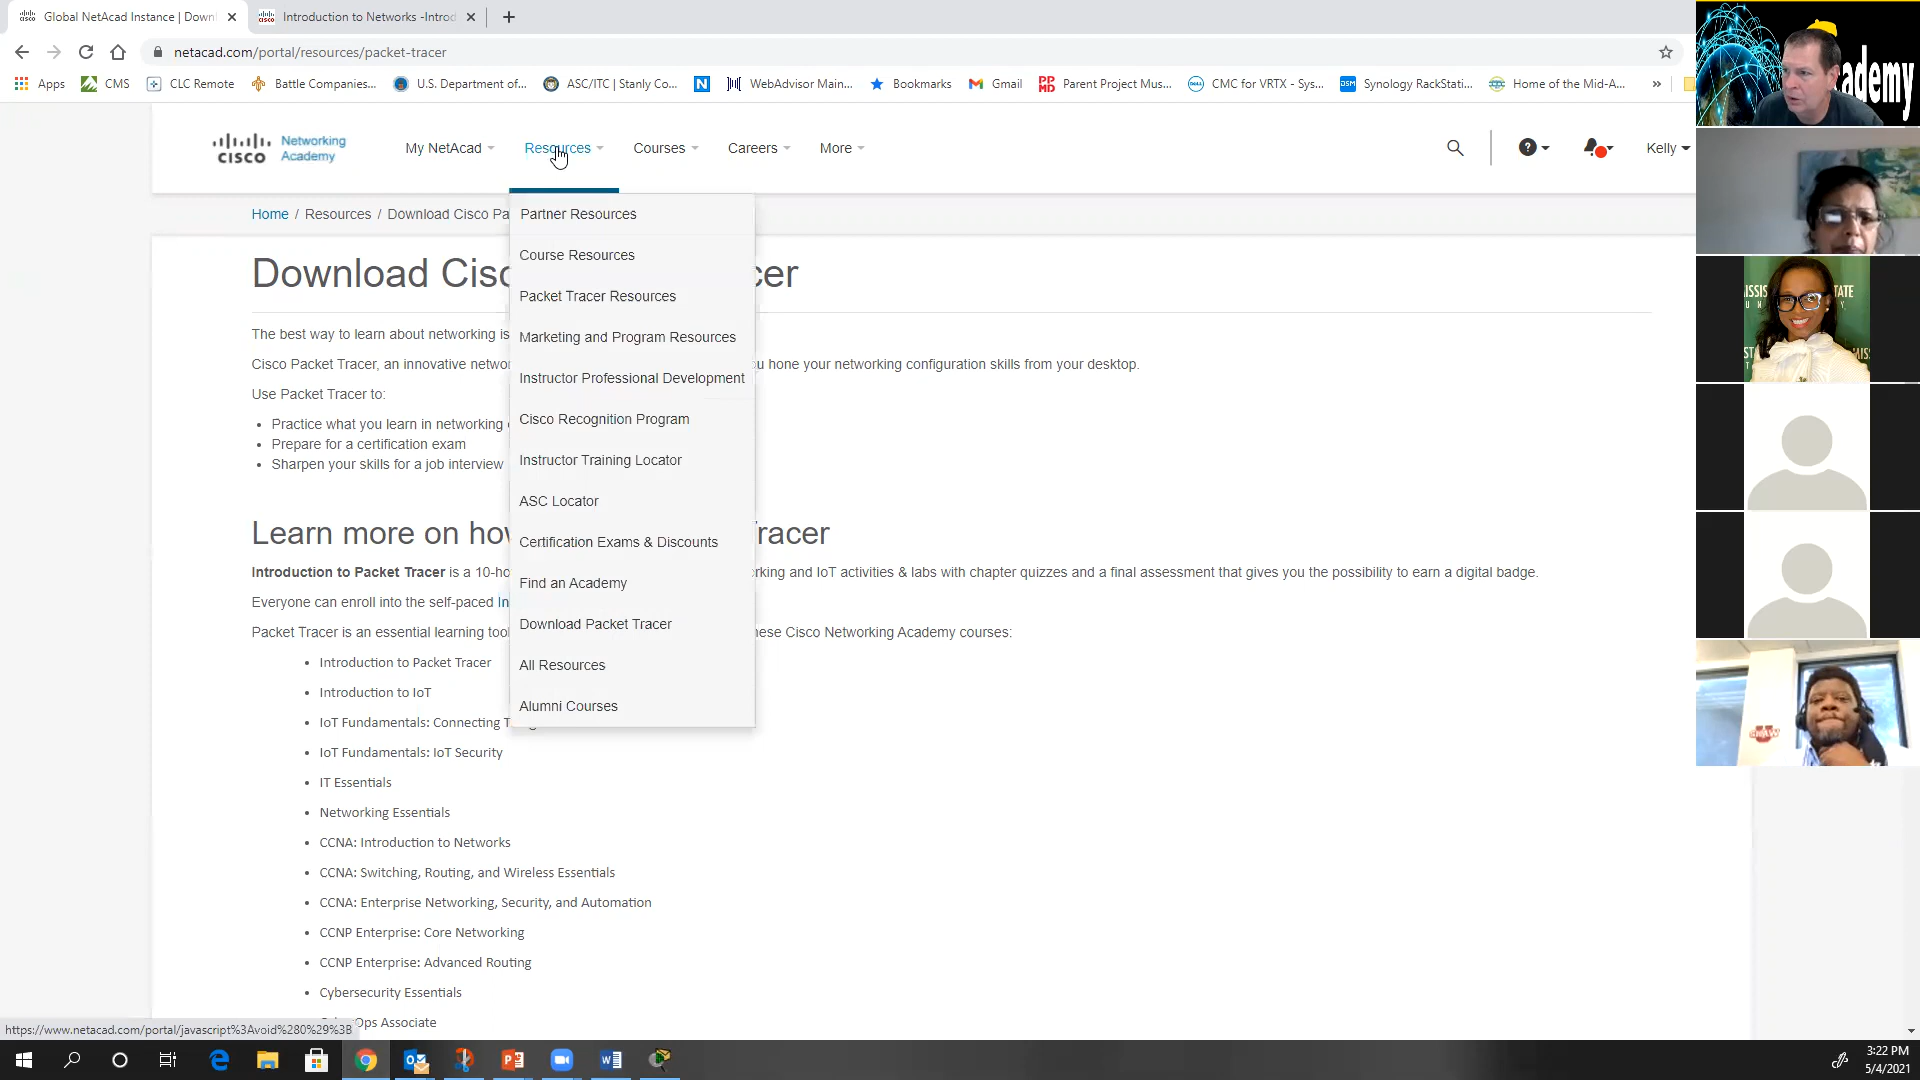 Global NetAcad Instance | Down
Introduction to Networks -Introd
netacad.com/portal/resources/packet-tracer
Apps
CMS
CLC Remote
Battle Companies...
U.S. Department of...
ASC/ITC | Stanly Co...
N
WebAdvisor Main...
Bookmarks
Gmail
Parent Project Mus...
CMC for VRTX - Sys...
DSM
Synology RackStati...
Home of the Mid-A...
»
ademy
CISCO
Networking
Academy
My NetAcad
Resources
Courses
Careers
More
Kelly
Home / Resources / Download Cisco Pa
Partner Resources
Course Resources
Packet Tracer Resources
Marketing and Program Resources
Instructor Professional Development
Cisco Recognition Program
Instructor Training Locator
ASC Locator
Certification Exams & Discounts
Find an Academy
Download Packet Tracer
All Resources
Alumni Courses
Download Cisc cer
The best way to learn about networking is
Cisco Packet Tracer, an innovative netwo u hone your networking configuration skills from your desktop.
Use Packet Tracer to:
• Practice what you learn in networking
• Prepare for a certification exam
• Sharpen your skills for a job interview
Learn more on how racer
Introduction to Packet Tracer is a 10-ho rking and IoT activities & labs with chapter quizzes and a final assessment that gives you the possibility to earn a digital badge.
Everyone can enroll into the self-paced In
Packet Tracer is an essential learning tool hese Cisco Networking Academy courses:
• Introduction to Packet Tracer
• Introduction to IoT
• IoT Fundamentals: Connecting T
• IoT Fundamentals: IoT Security
• IT Essentials
• Networking Essentials
• CCNA: Introduction to Networks
• CCNA: Switching, Routing, and Wireless Essentials
• CCNA: Enterprise Networking, Security, and Automation
• CCNP Enterprise: Core Networking
• CCNP Enterprise: Advanced Routing
• Cybersecurity Essentials
Ops Associate
https://www.netacad.com/portal/javascript%3Avoid%280%29%3B
3:22 PM
5/4/2021